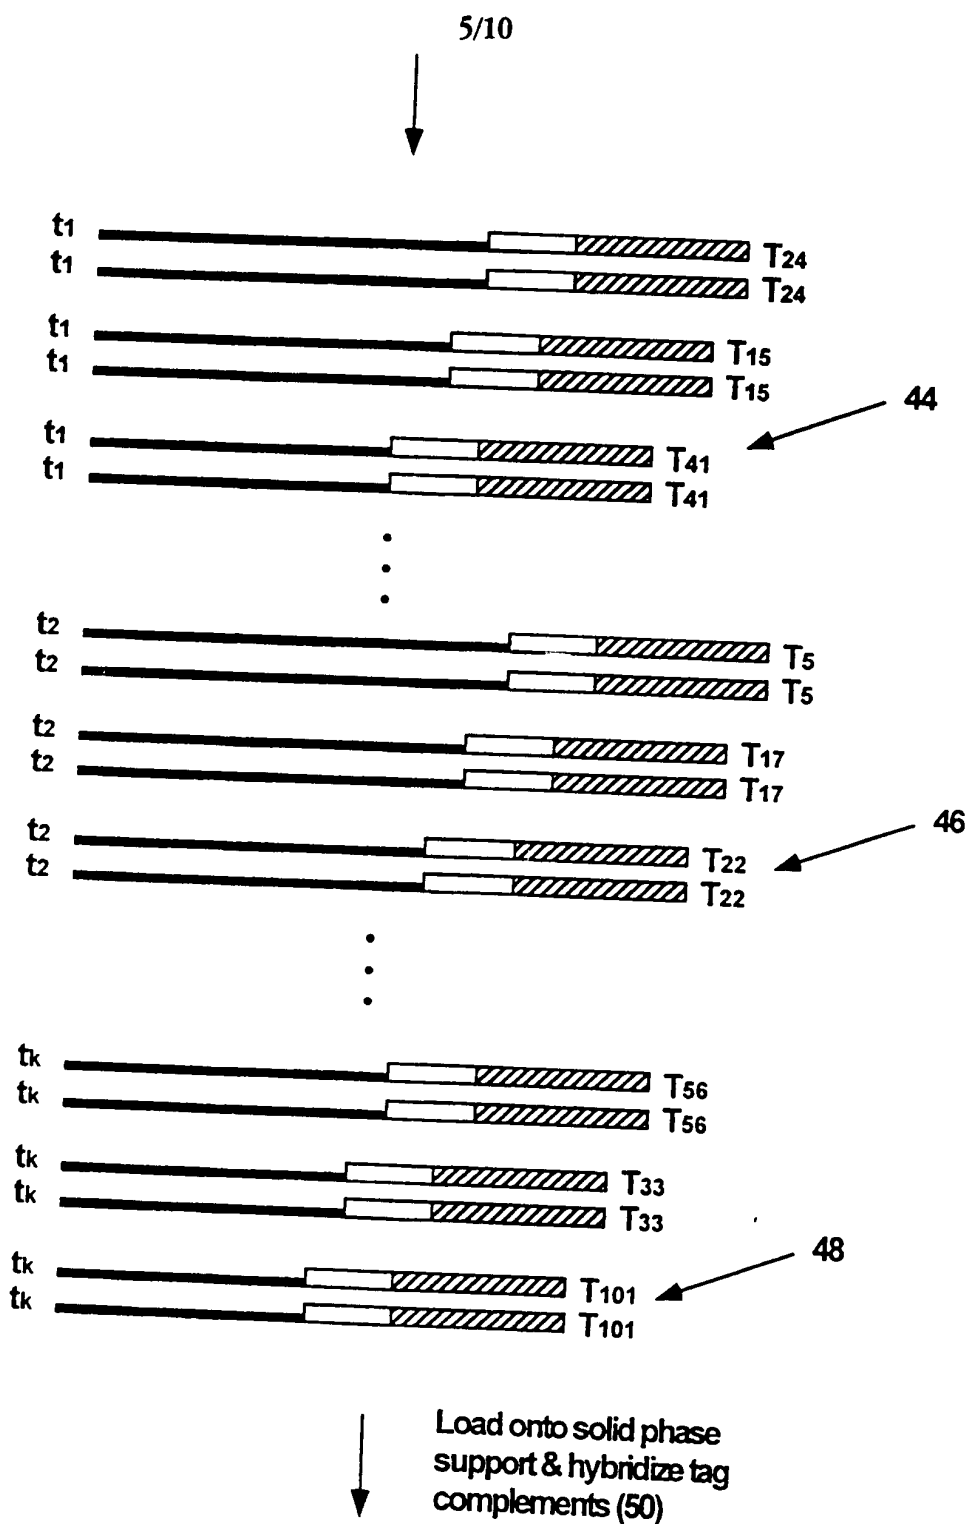 5/10
t1 T24
t1 T24
t1 T15
t1 T15
44
t1 T41
t1 T41
t2 T5
t2 T5
t2 T17
t2 T17
46
t2 T22
t2 T22
tk T56
tk T56
tk T33
tk T33
48
tk T101
tk T101
Load onto solid phase
support & hybridize tag
complements (50)